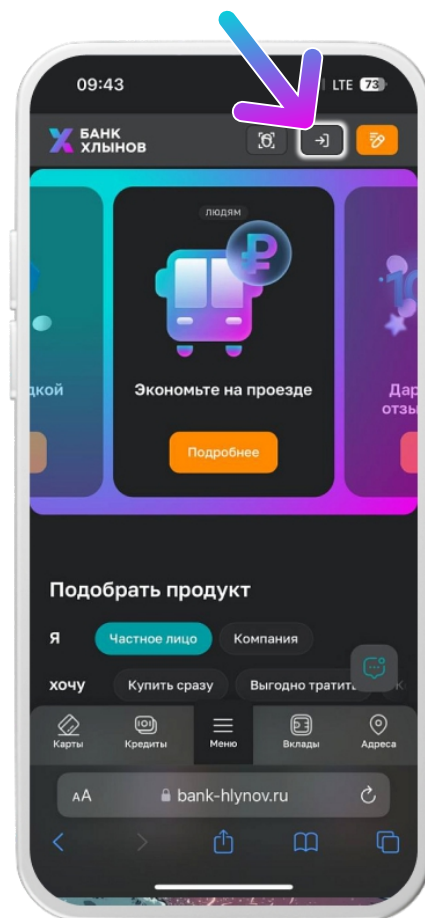 09:43 LTE 73
БАНК
ХЛЫНОВ
людям
₽
Экономьте на проезде
Подробнее
Подобрать продукт
Я Частное лицо Компания
хочу Купить сразу
Выгодно
Карты Кредиты Меню Вклады Адреса
AA bank-hlynov.ru